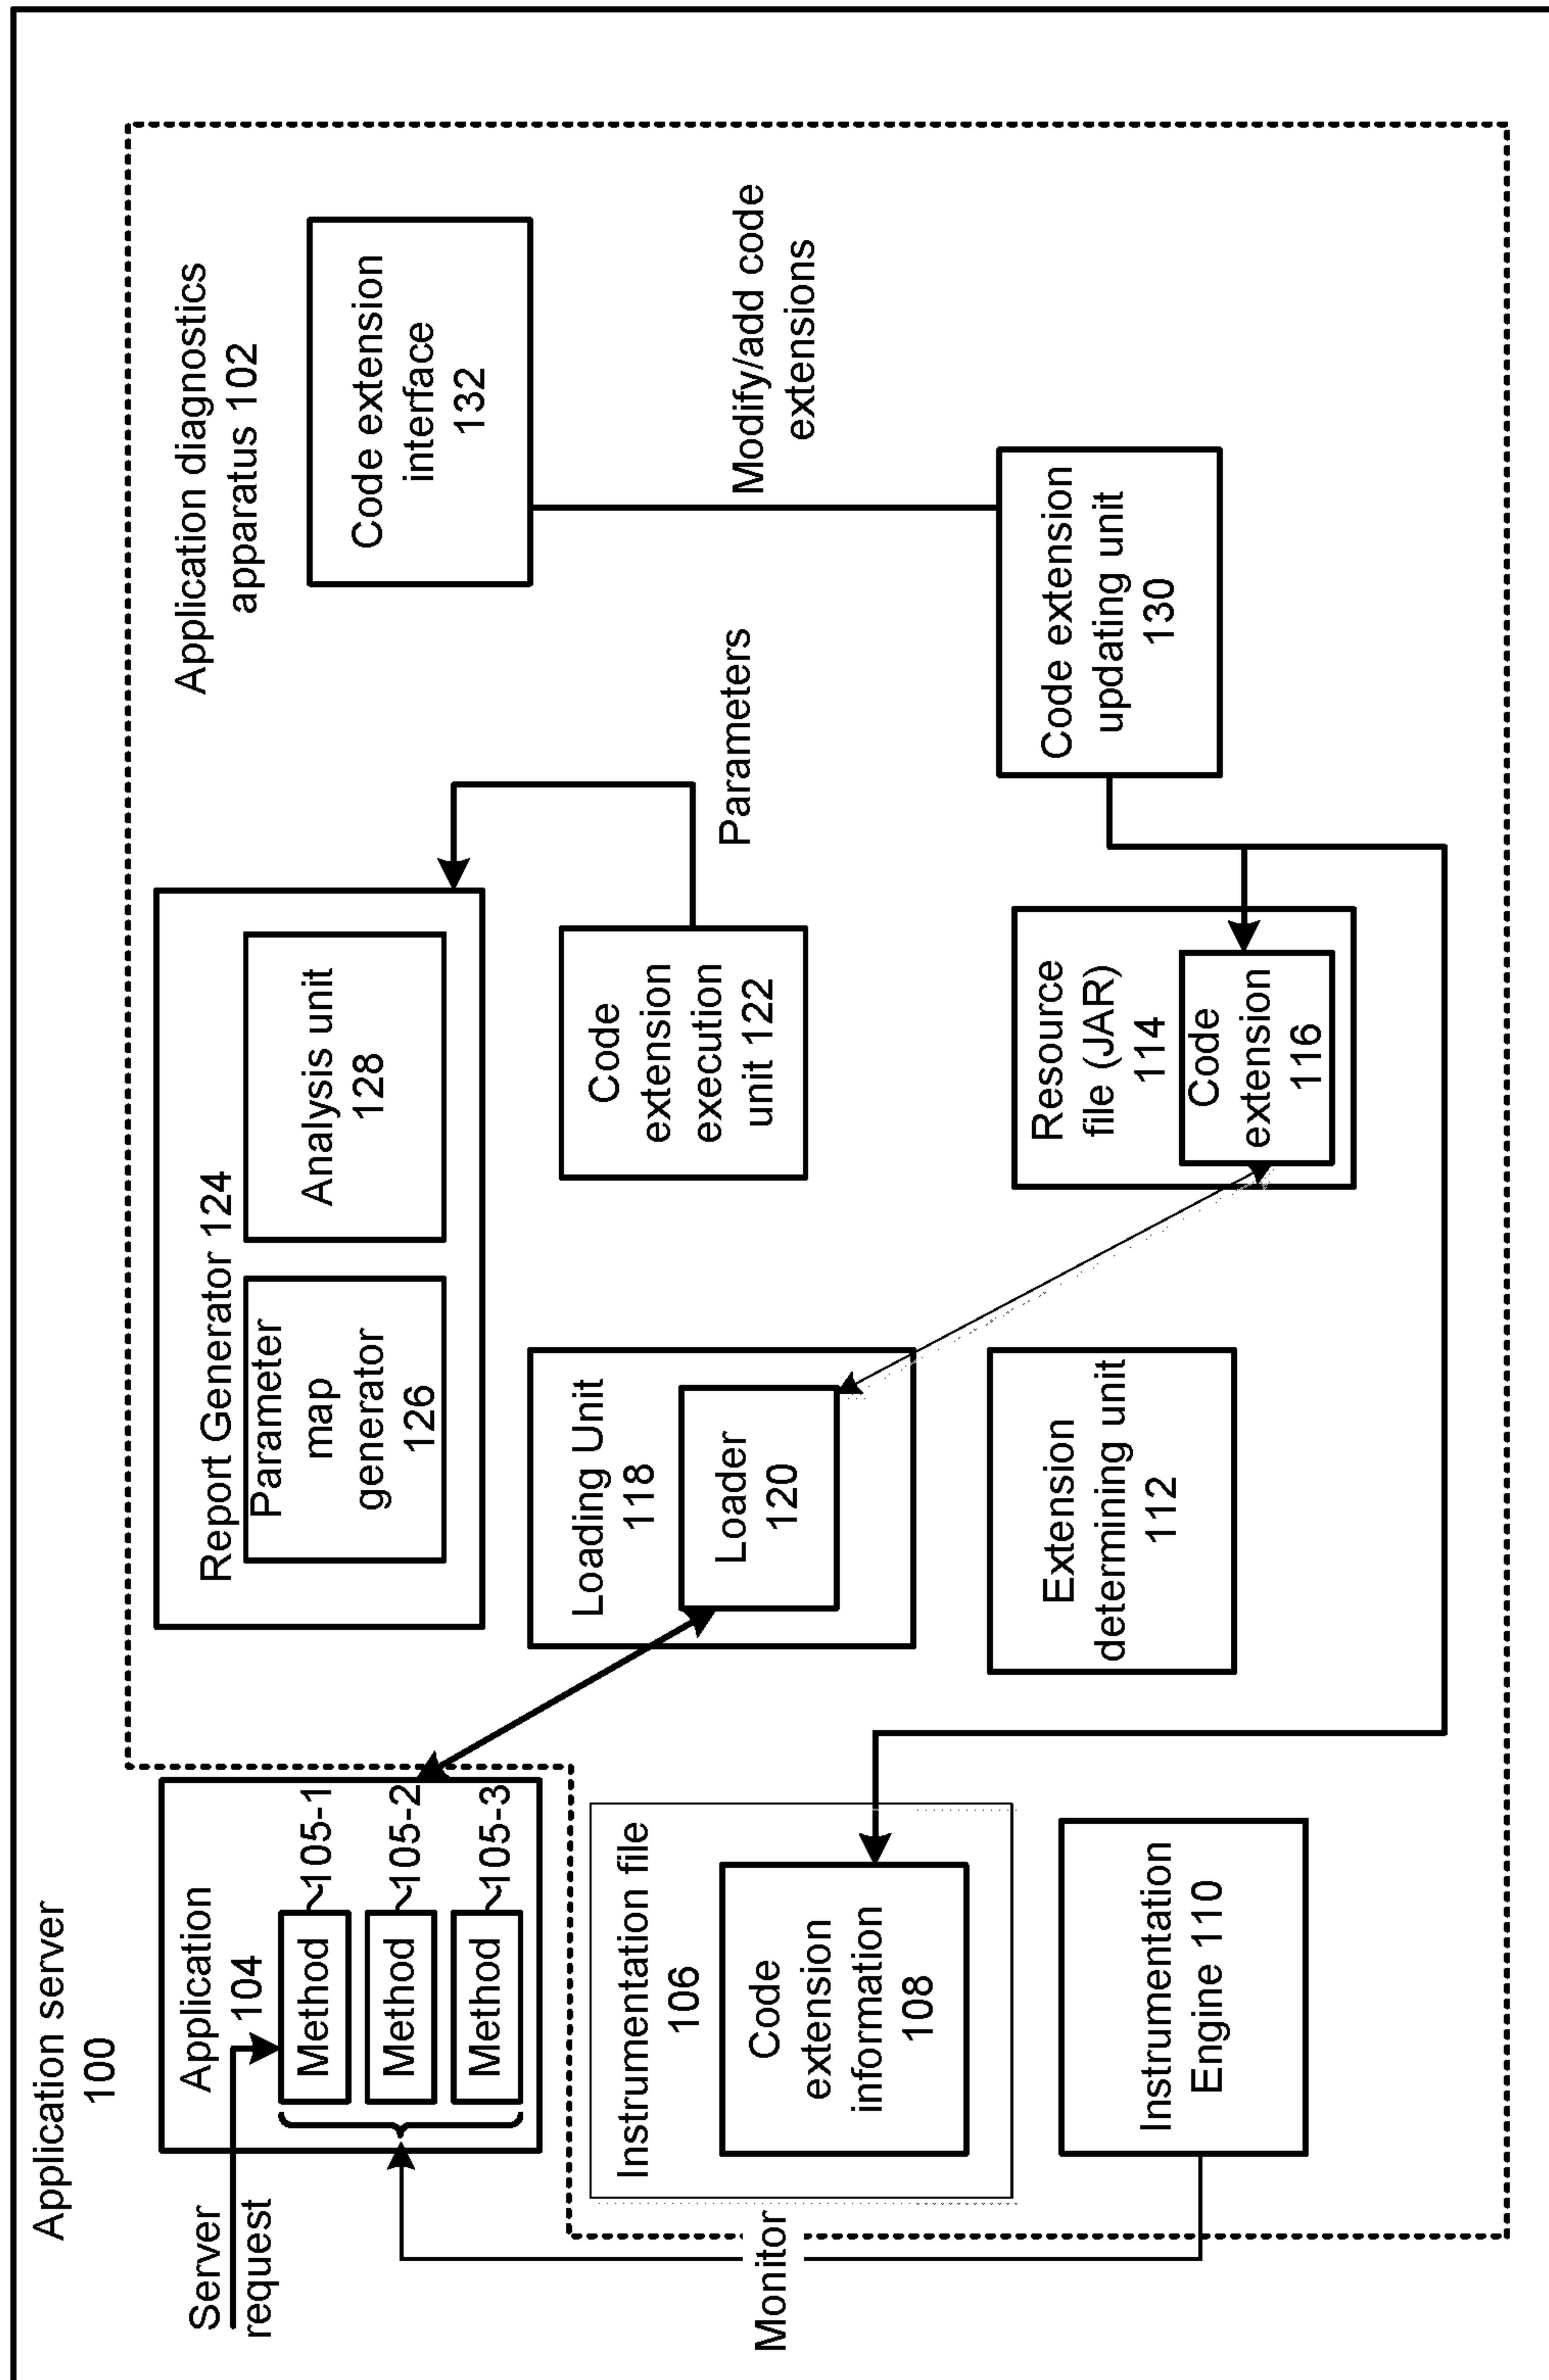 Application server
100
Server
request
Application
104
Method
105-1
Method
105-2
Method
105-3
Monitor
Instrumentation file
106
Code
extension
information
108
Instrumentation
Engine 110
Application diagnostics
apparatus 102
Report Generator 124
Parameter
map
generator
126
Analysis unit
128
Loading Unit
118
Loader
120
Code
extension
execution
unit 122
Parameters
Extension
determining unit
112
Resource
file (JAR)
114
Code
extension
116
Code extension
interface
132
Modify/add code
extensions
Code extension
updating unit
130